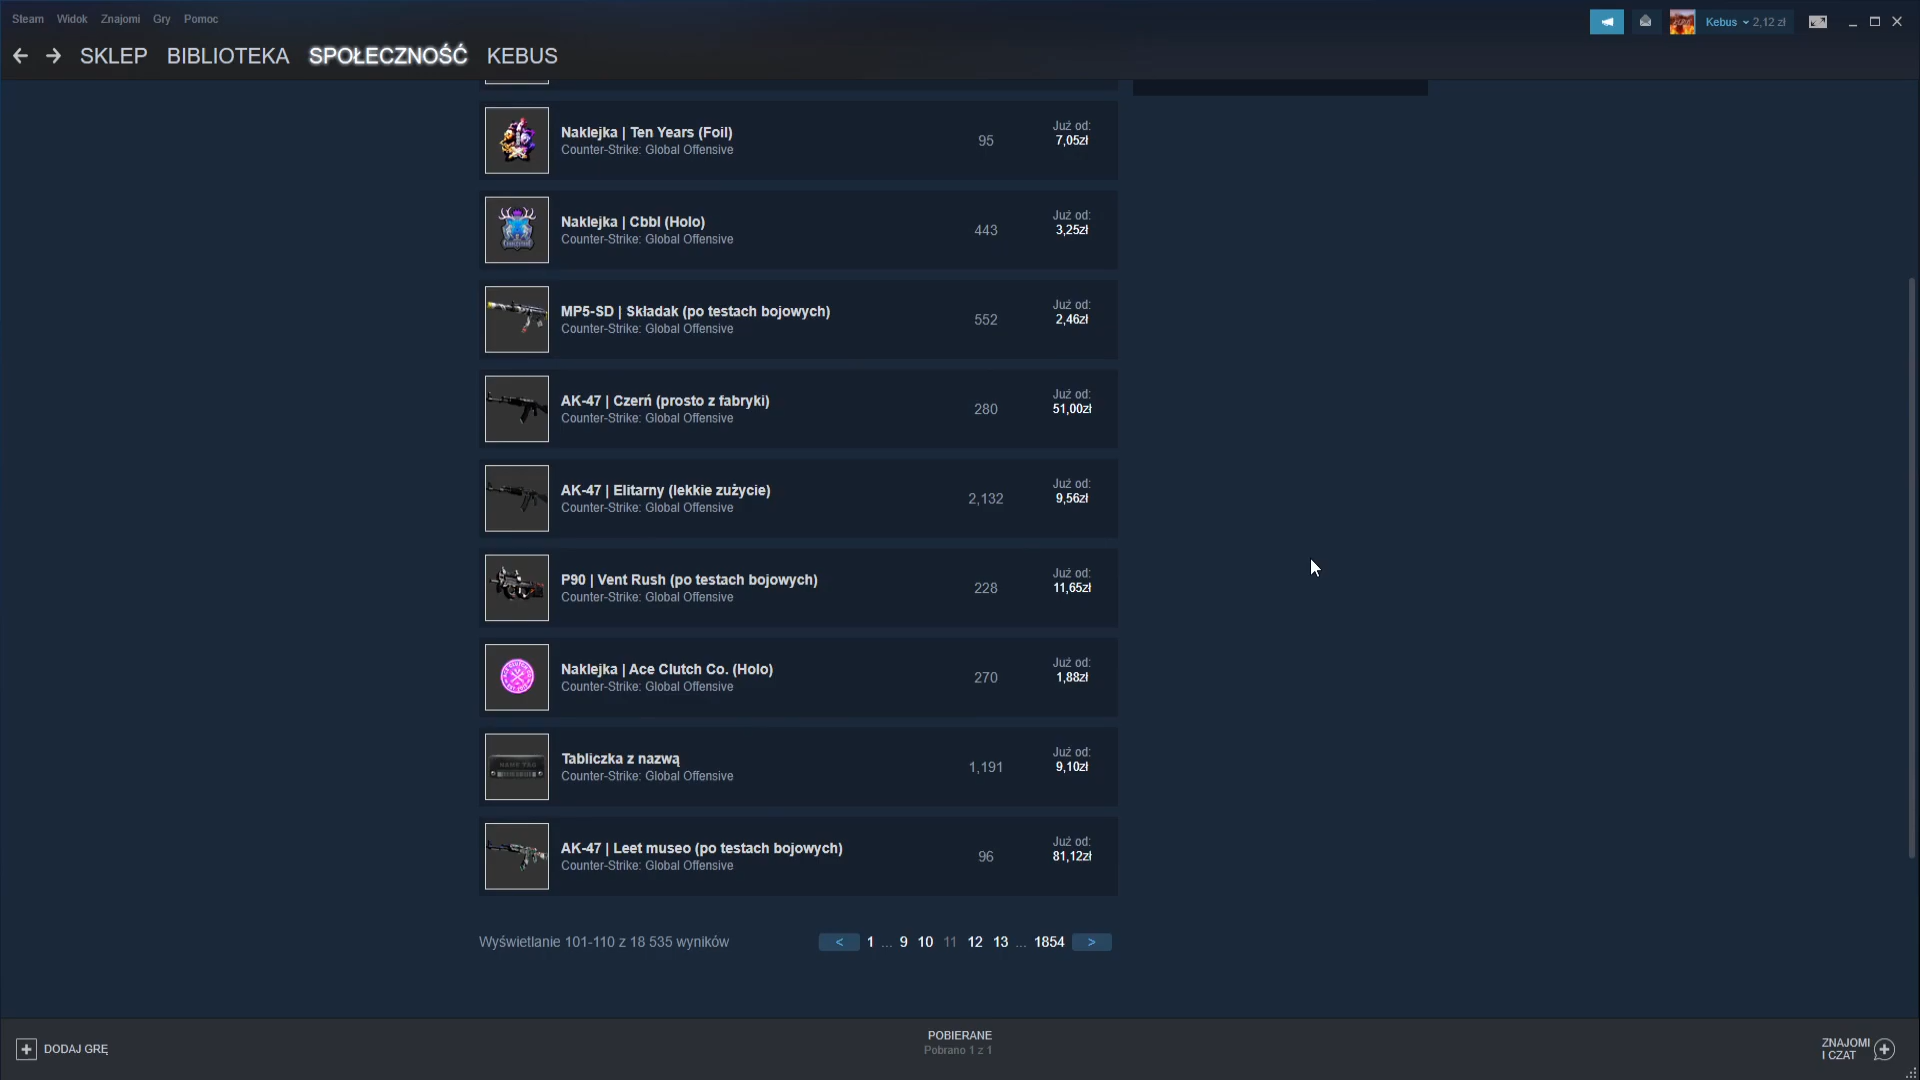 Steam Widok Znajomi Gry Pomoc
Kebus 2,12 zł
SKLEP BIBLIOTEKA SPOŁECZNOŚĆ KEBUS
Naklejka | Ten Years (Foil)
Counter-Strike: Global Offensive
95
Już od:
7,05zł
Naklejka | Cbbl (Holo)
Counter-Strike: Global Offensive
443
Już od:
3,25zł
MP5-SD | Składak (po testach bojowych)
Counter-Strike: Global Offensive
552
Już od:
2,46zł
AK-47 | Czerń (prosto z fabryki)
Counter-Strike: Global Offensive
280
Już od:
51,00zł
AK-47 | Elitarny (lekkie zużycie)
Counter-Strike: Global Offensive
2,132
Już od:
9,56zł
P90 | Vent Rush (po testach bojowych)
Counter-Strike: Global Offensive
228
Już od:
11,65zł
Naklejka | Ace Clutch Co. (Holo)
Counter-Strike: Global Offensive
270
Już od:
1,88zł
NAME TAG
Tabliczka z nazwą
Counter-Strike: Global Offensive
1,191
Już od:
9,10zł
AK-47 | Leet museo (po testach bojowych)
Counter-Strike: Global Offensive
96
Już od:
81,12zł
Wyświetlanie 101-110 z 18 535 wyników
< 1 ... 9 10 11 12 13 ... 1854 >
DODAJ GRĘ
POBIERANE
Pobrano 1 z 1
ZNAJOMI
I CZAT